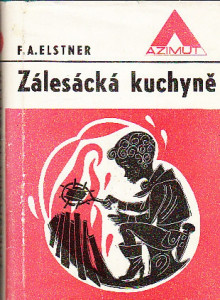 F. A. ELSTNER
AZIMUT
Zálesácká kuchyně